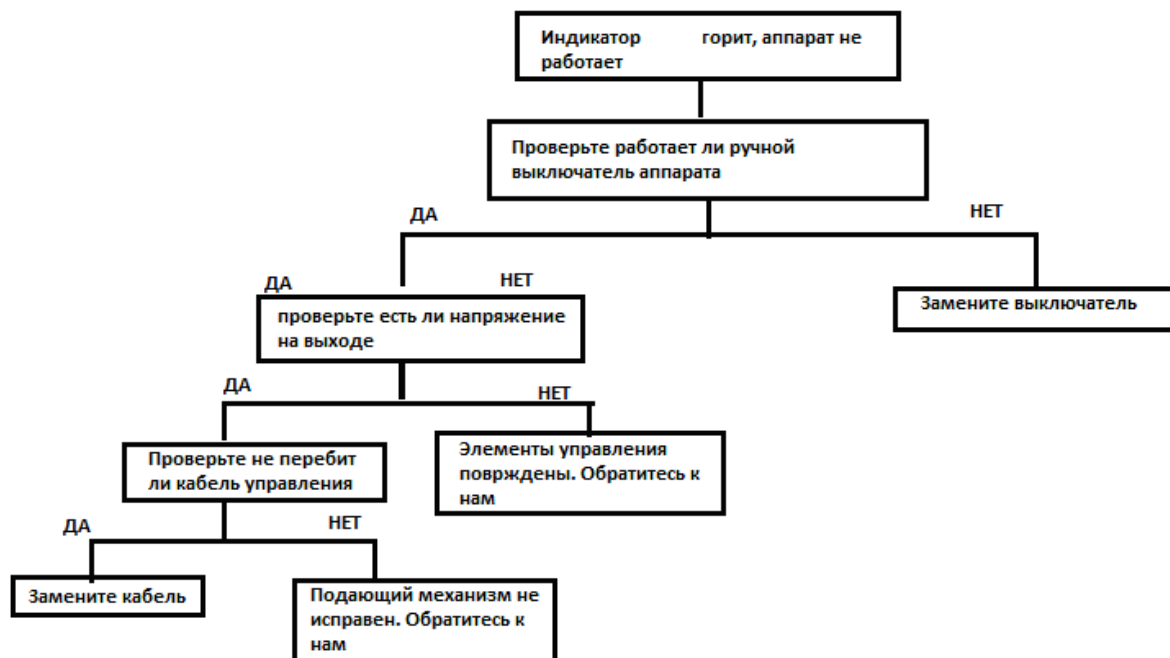 Индикатор горит, аппарат не
работает
Проверьте работает ли ручной
выключатель аппарата
ДА
НЕТ
ДА
НЕТ
проверьте есть ли напряжение
на выходе
Замените выключатель
ДА
НЕТ
Проверьте не перебит
ли кабель управления
Элементы управления
поврждены. Обратитесь к
нам
ДА
НЕТ
Замените кабель
Подающий механизм не
исправен. Обратитесь к
нам